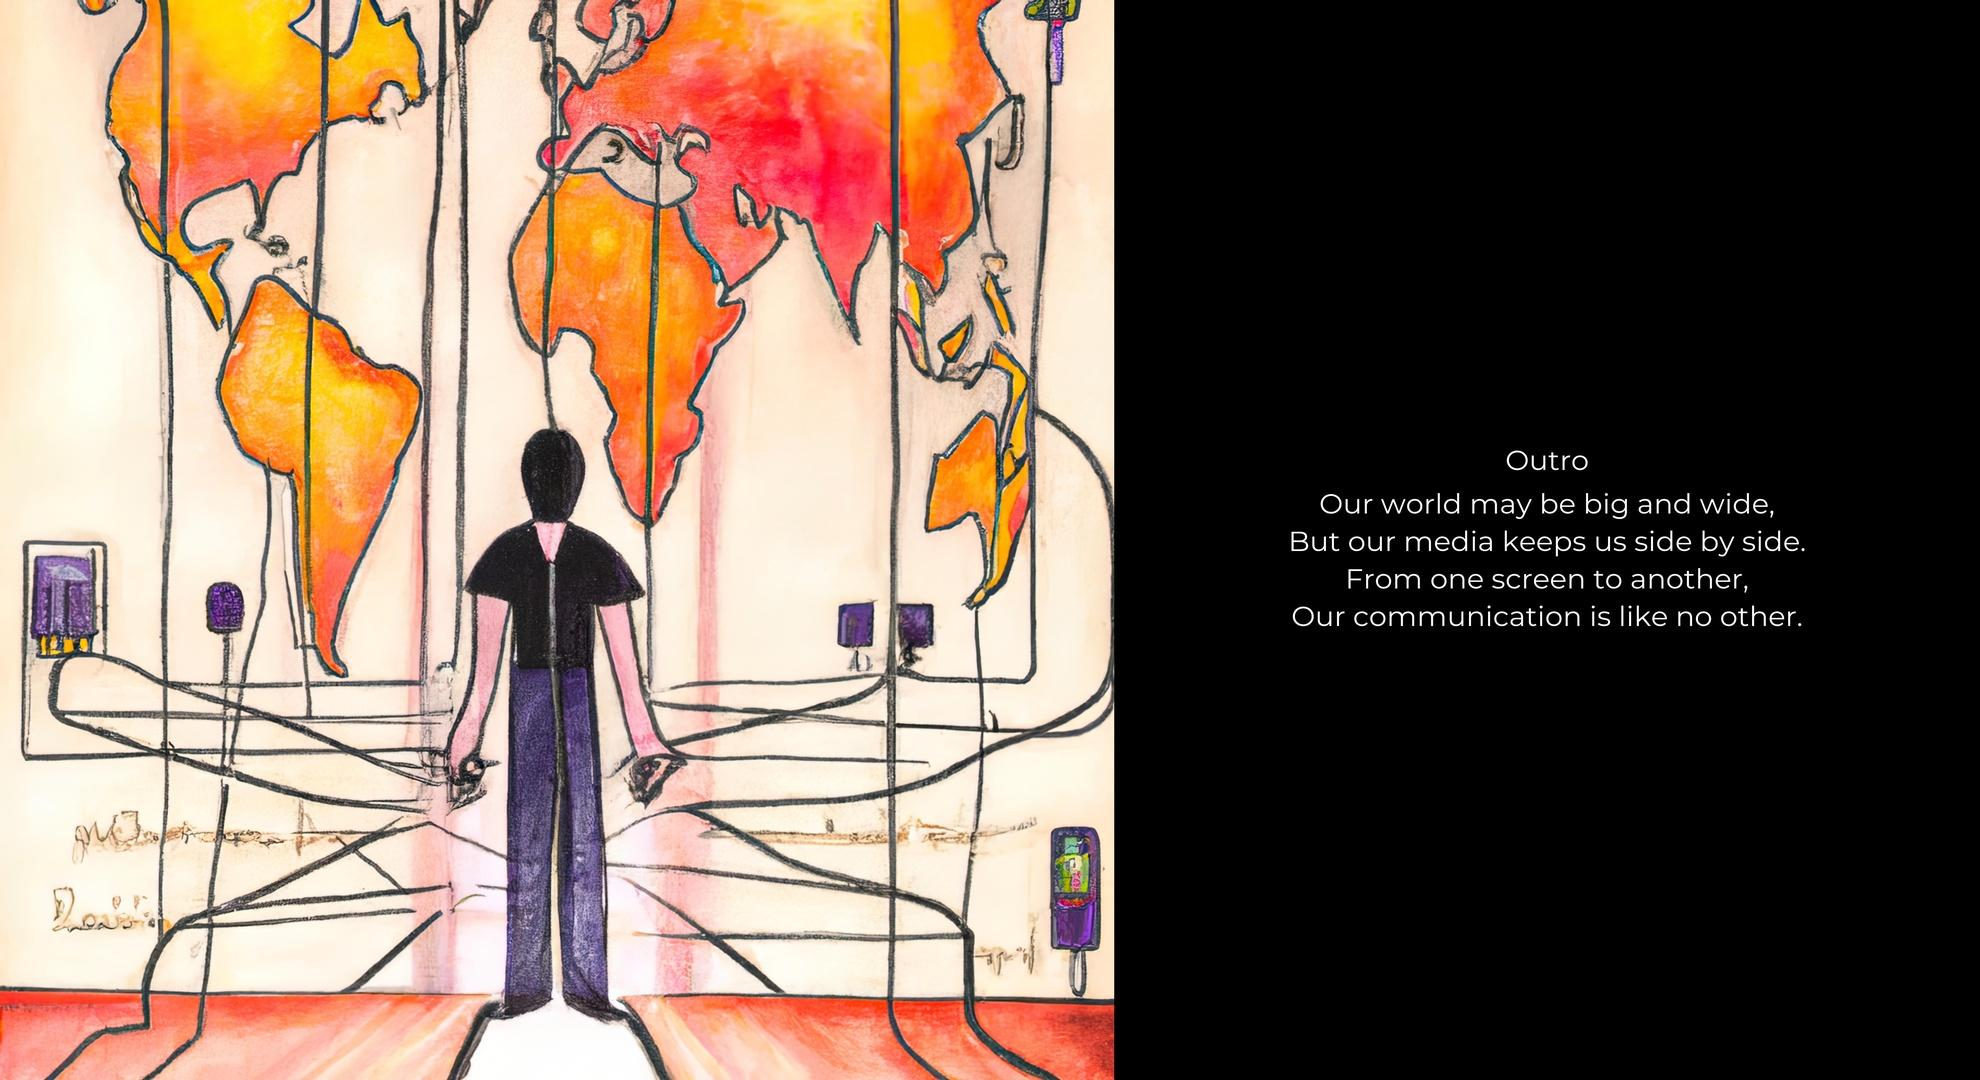 Outro
Our world may be big and wide,
But our media keeps us side by side.
From one screen to another,
Our communication is like no other.